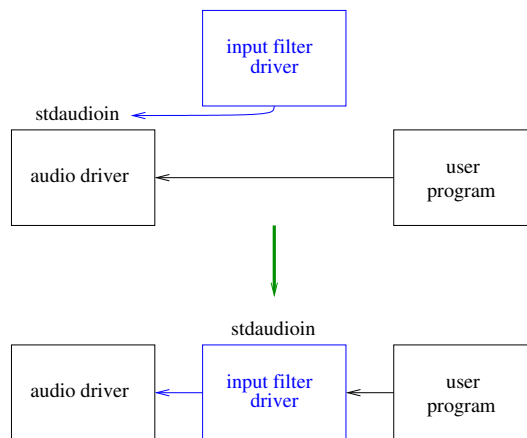 input filter
driver
stdaudioin
audio driver
user
program
stdaudioin
audio driver
input filter
driver
user
program